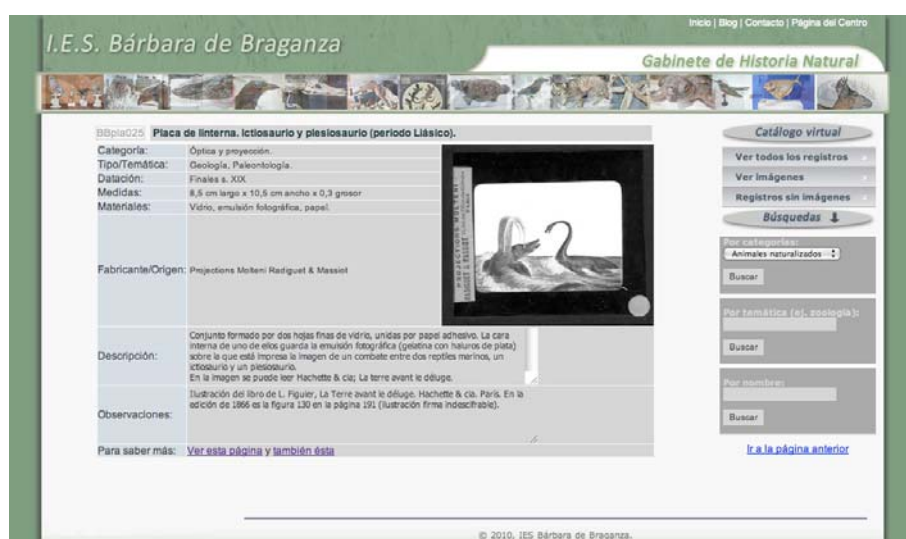 Inicio | Blog | Contacto | Página del Centro
I.E.S. Bárbara de Braganza
Gabinete de Historia Natural
BBpla025 Placa de linterna. Ictiosaurio y plesiosaurio (periodo Liásico).
Categoría: Óptica y proyección.
Tipo/Temática: Geología, Paleontología.
Datación: Finales s. XIX
Medidas: 8,5 cm largo x 10,5 cm ancho x 0,3 grosor
Materiales: Vidrio, emulsión fotográfica, papel.
Fabricante/Origen: Projections Molteni Radiguet & Massiot
PROJECTIONS MOLTENI
RADIGUET & MASSIOT
PARIS
Descripción:
Conjunto formado por dos hojas finas de vidrio, unidas por papel adhesivo. La cara
interna de uno de ellos guarda la emulsión fotográfica (gelatina con haluros de plata)
sobre la que está impresa la imagen de un combate entre dos reptiles marinos, un
ictiosaurio y un plesiosaurio.
En la imagen se puede leer Hachette & cia; La terre avant le déluge.
Observaciones:
Ilustración del libro de L. Figuier, La Terre avant le déluge. Hachette & cia. París. En la
edición de 1866 es la figura 130 en la página 191 (ilustración firma indescifrable).
Para saber más: Ver esta página y también ésta
Catálogo virtual
Ver todos los registros
Ver imágenes
Registros sin imágenes
Búsquedas
Por categorías:
Animales naturalizados
Buscar
Por temática (ej. zoología):
Buscar
Por nombre:
Buscar
Ir a la página anterior
© 2010. IES Bárbara de Braganza.